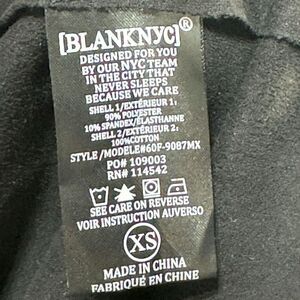 [BLANKNYC]®
DESIGNED FOR YOU
BY OUR NYC TEAM
IN THE CITY THAT
NEVER SLEEPS
BECAUSE WE CARE
SHELL 1/EXTÉRIEUR 1:
90% POLYESTER
10% SPANDEX/ÉLASTHANNE
SHELL 2/EXTÉRIEUR 2:
100%COTTON
STYLE/MODELE#60F-9087MX
PO# 109003
RN# 114542
SEE CARE ON REVERSE
VOIR INSTRUCTION AUVERSO
XS
MADE IN CHINA
FABRIQUÉ EN CHINE